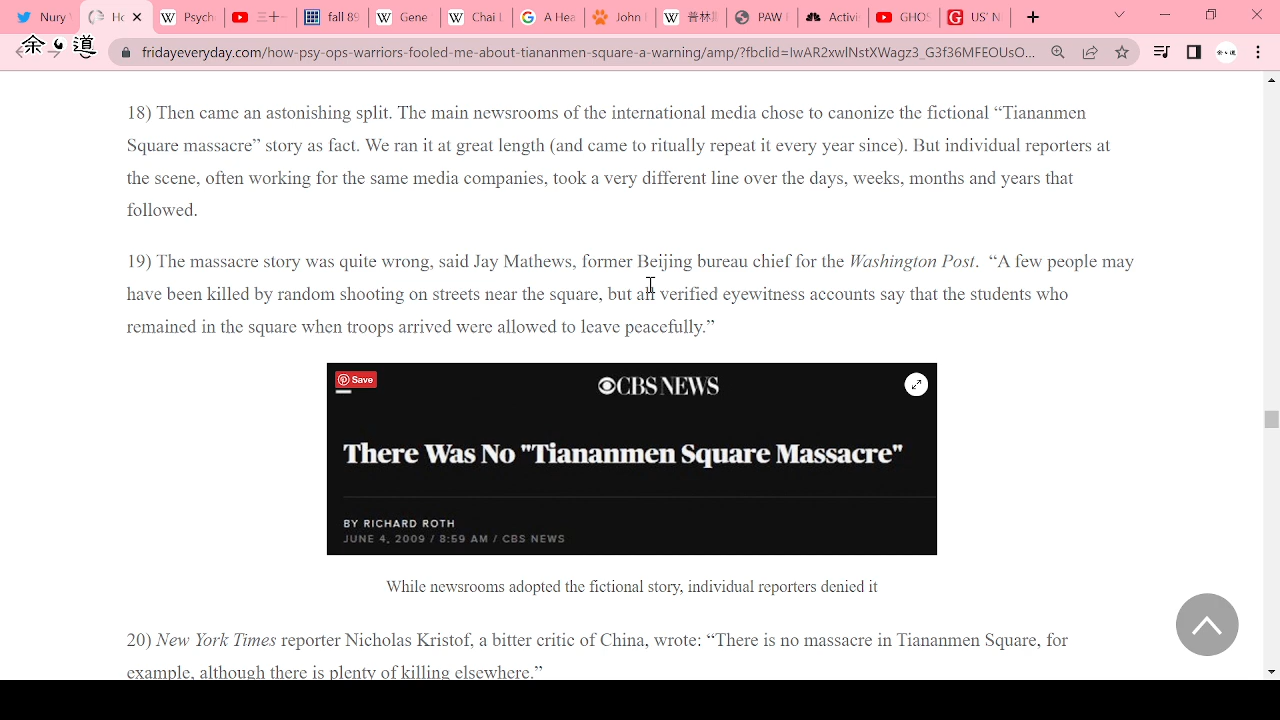 Nury
Ho
Psych
三十一
fall 89
Gene
Chai L
A Hea
John
普林斯
PAW
Activi
GHOS
US' N
余 道
fridayeveryday.com/how-psy-ops-warriors-fooled-me-about-tiananmen-square-a-warning/amp/?fbclid=IwAR2xwINstXWagz3_G3f36MFEOUsO...
18) Then came an astonishing split. The main newsrooms of the international media chose to canonize the fictional “Tiananmen
Square massacre” story as fact. We ran it at great length (and came to ritually repeat it every year since). But individual reporters at
the scene, often working for the same media companies, took a very different line over the days, weeks, months and years that
followed.
19) The massacre story was quite wrong, said Jay Mathews, former Beijing bureau chief for the Washington Post. “A few people may
have been killed by random shooting on streets near the square, but all verified eyewitness accounts say that the students who
remained in the square when troops arrived were allowed to leave peacefully.”
Save
CBS NEWS
There Was No "Tiananmen Square Massacre"
BY RICHARD ROTH
JUNE 4, 2009 / 8:59 AM / CBS NEWS
While newsrooms adopted the fictional story, individual reporters denied it
20) New York Times reporter Nicholas Kristof, a bitter critic of China, wrote: “There is no massacre in Tiananmen Square, for
example, although there is plenty of killing elsewhere.”